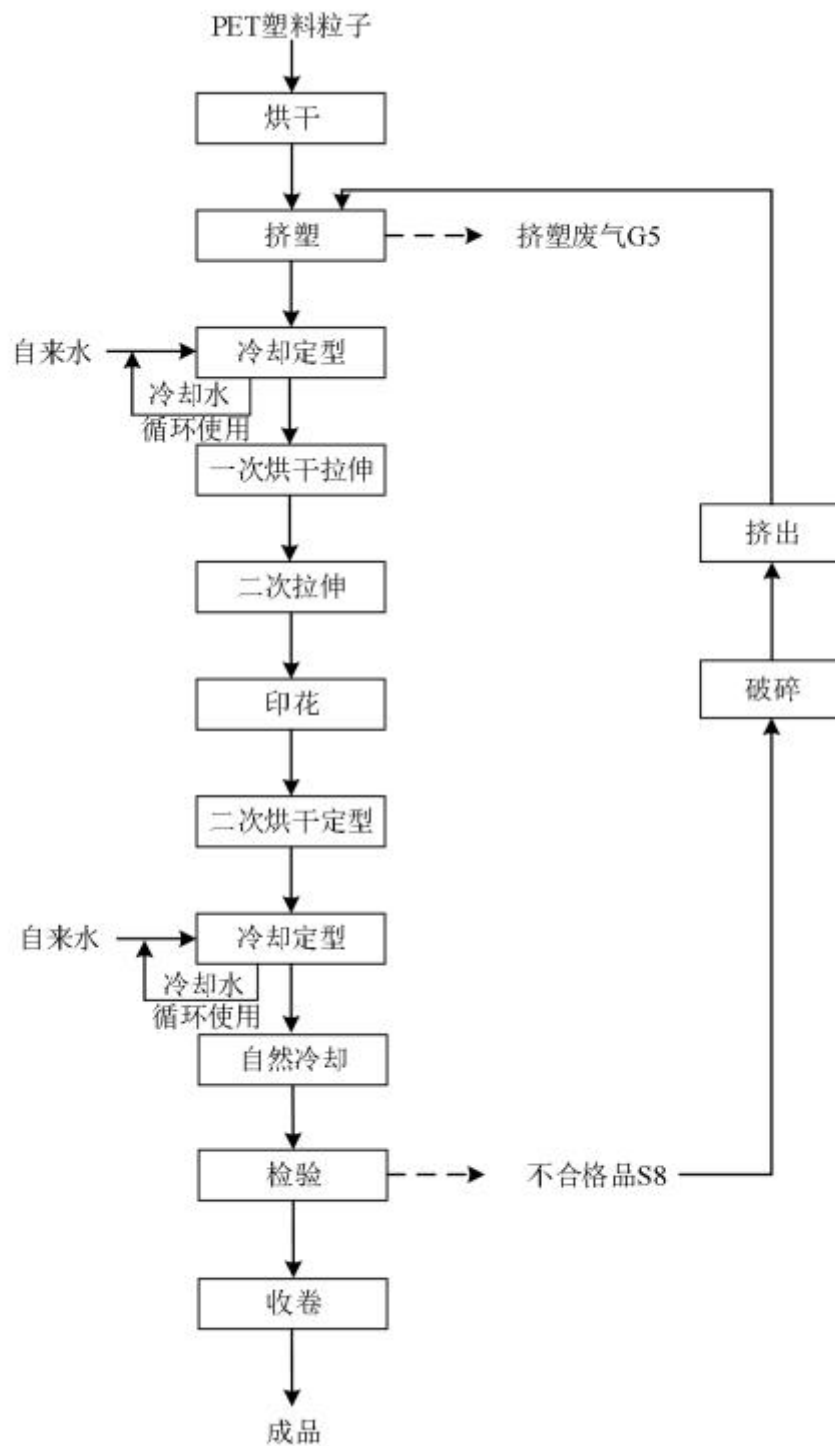 PET塑料粒子
烘干
挤塑
挤塑废气G5
自来水
冷却定型
冷却水
循环使用
一次烘干拉伸
挤出
二次拉伸
破碎
印花
二次烘干定型
自来水
冷却定型
冷却水
循环使用
自然冷却
检验
不合格品S8
收卷
成品